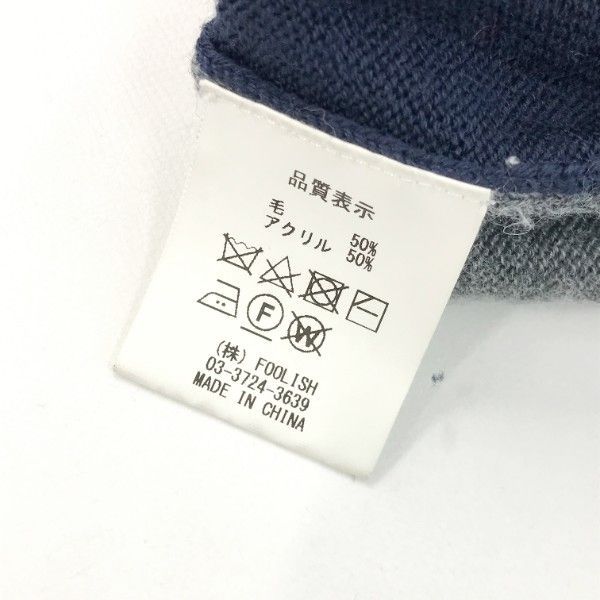 品質表示
毛 50%
アクリル 50%
F W
(株) FOOLISH
03-3724-3639
MADE IN CHINA